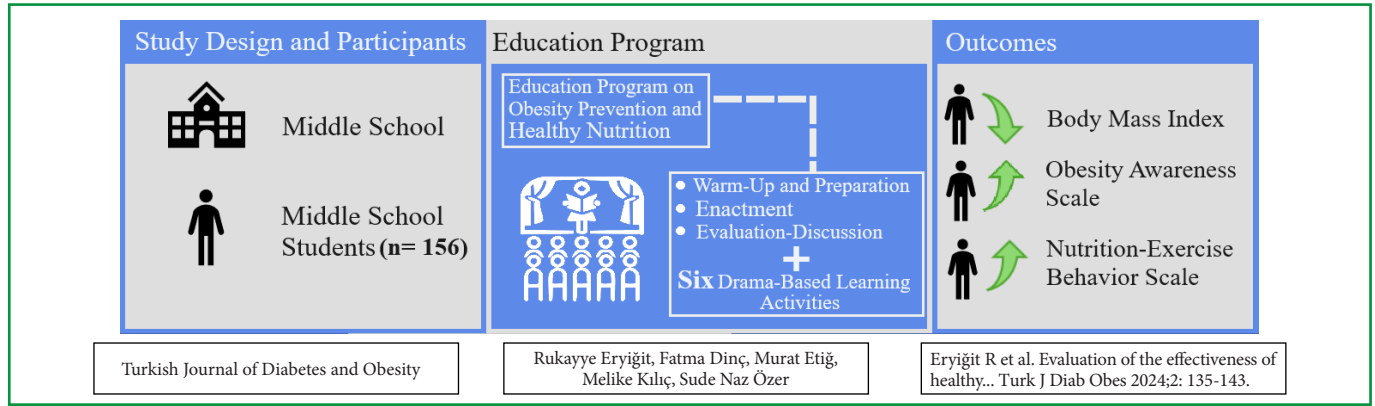 Study Design and Participants
Middle School
Middle School
Students (n= 156)
Education Program
Education Program on
Obesity Prevention and
Healthy Nutrition
• Warm-Up and Preparation
• Enactment
• Evaluation-Discussion
+
Six Drama-Based Learning
Activities
Outcomes
Body Mass Index
Obesity Awareness
Scale
Nutrition-Exercise
Behavior Scale
Turkish Journal of Diabetes and Obesity
Rukayye Eryiğit, Fatma Dinç, Murat Etiğ,
Melike Kılıç, Sude Naz Özer
Eryiğit R et al. Evaluation of the effectiveness of
healthy... Turk J Diab Obes 2024;2: 135-143.